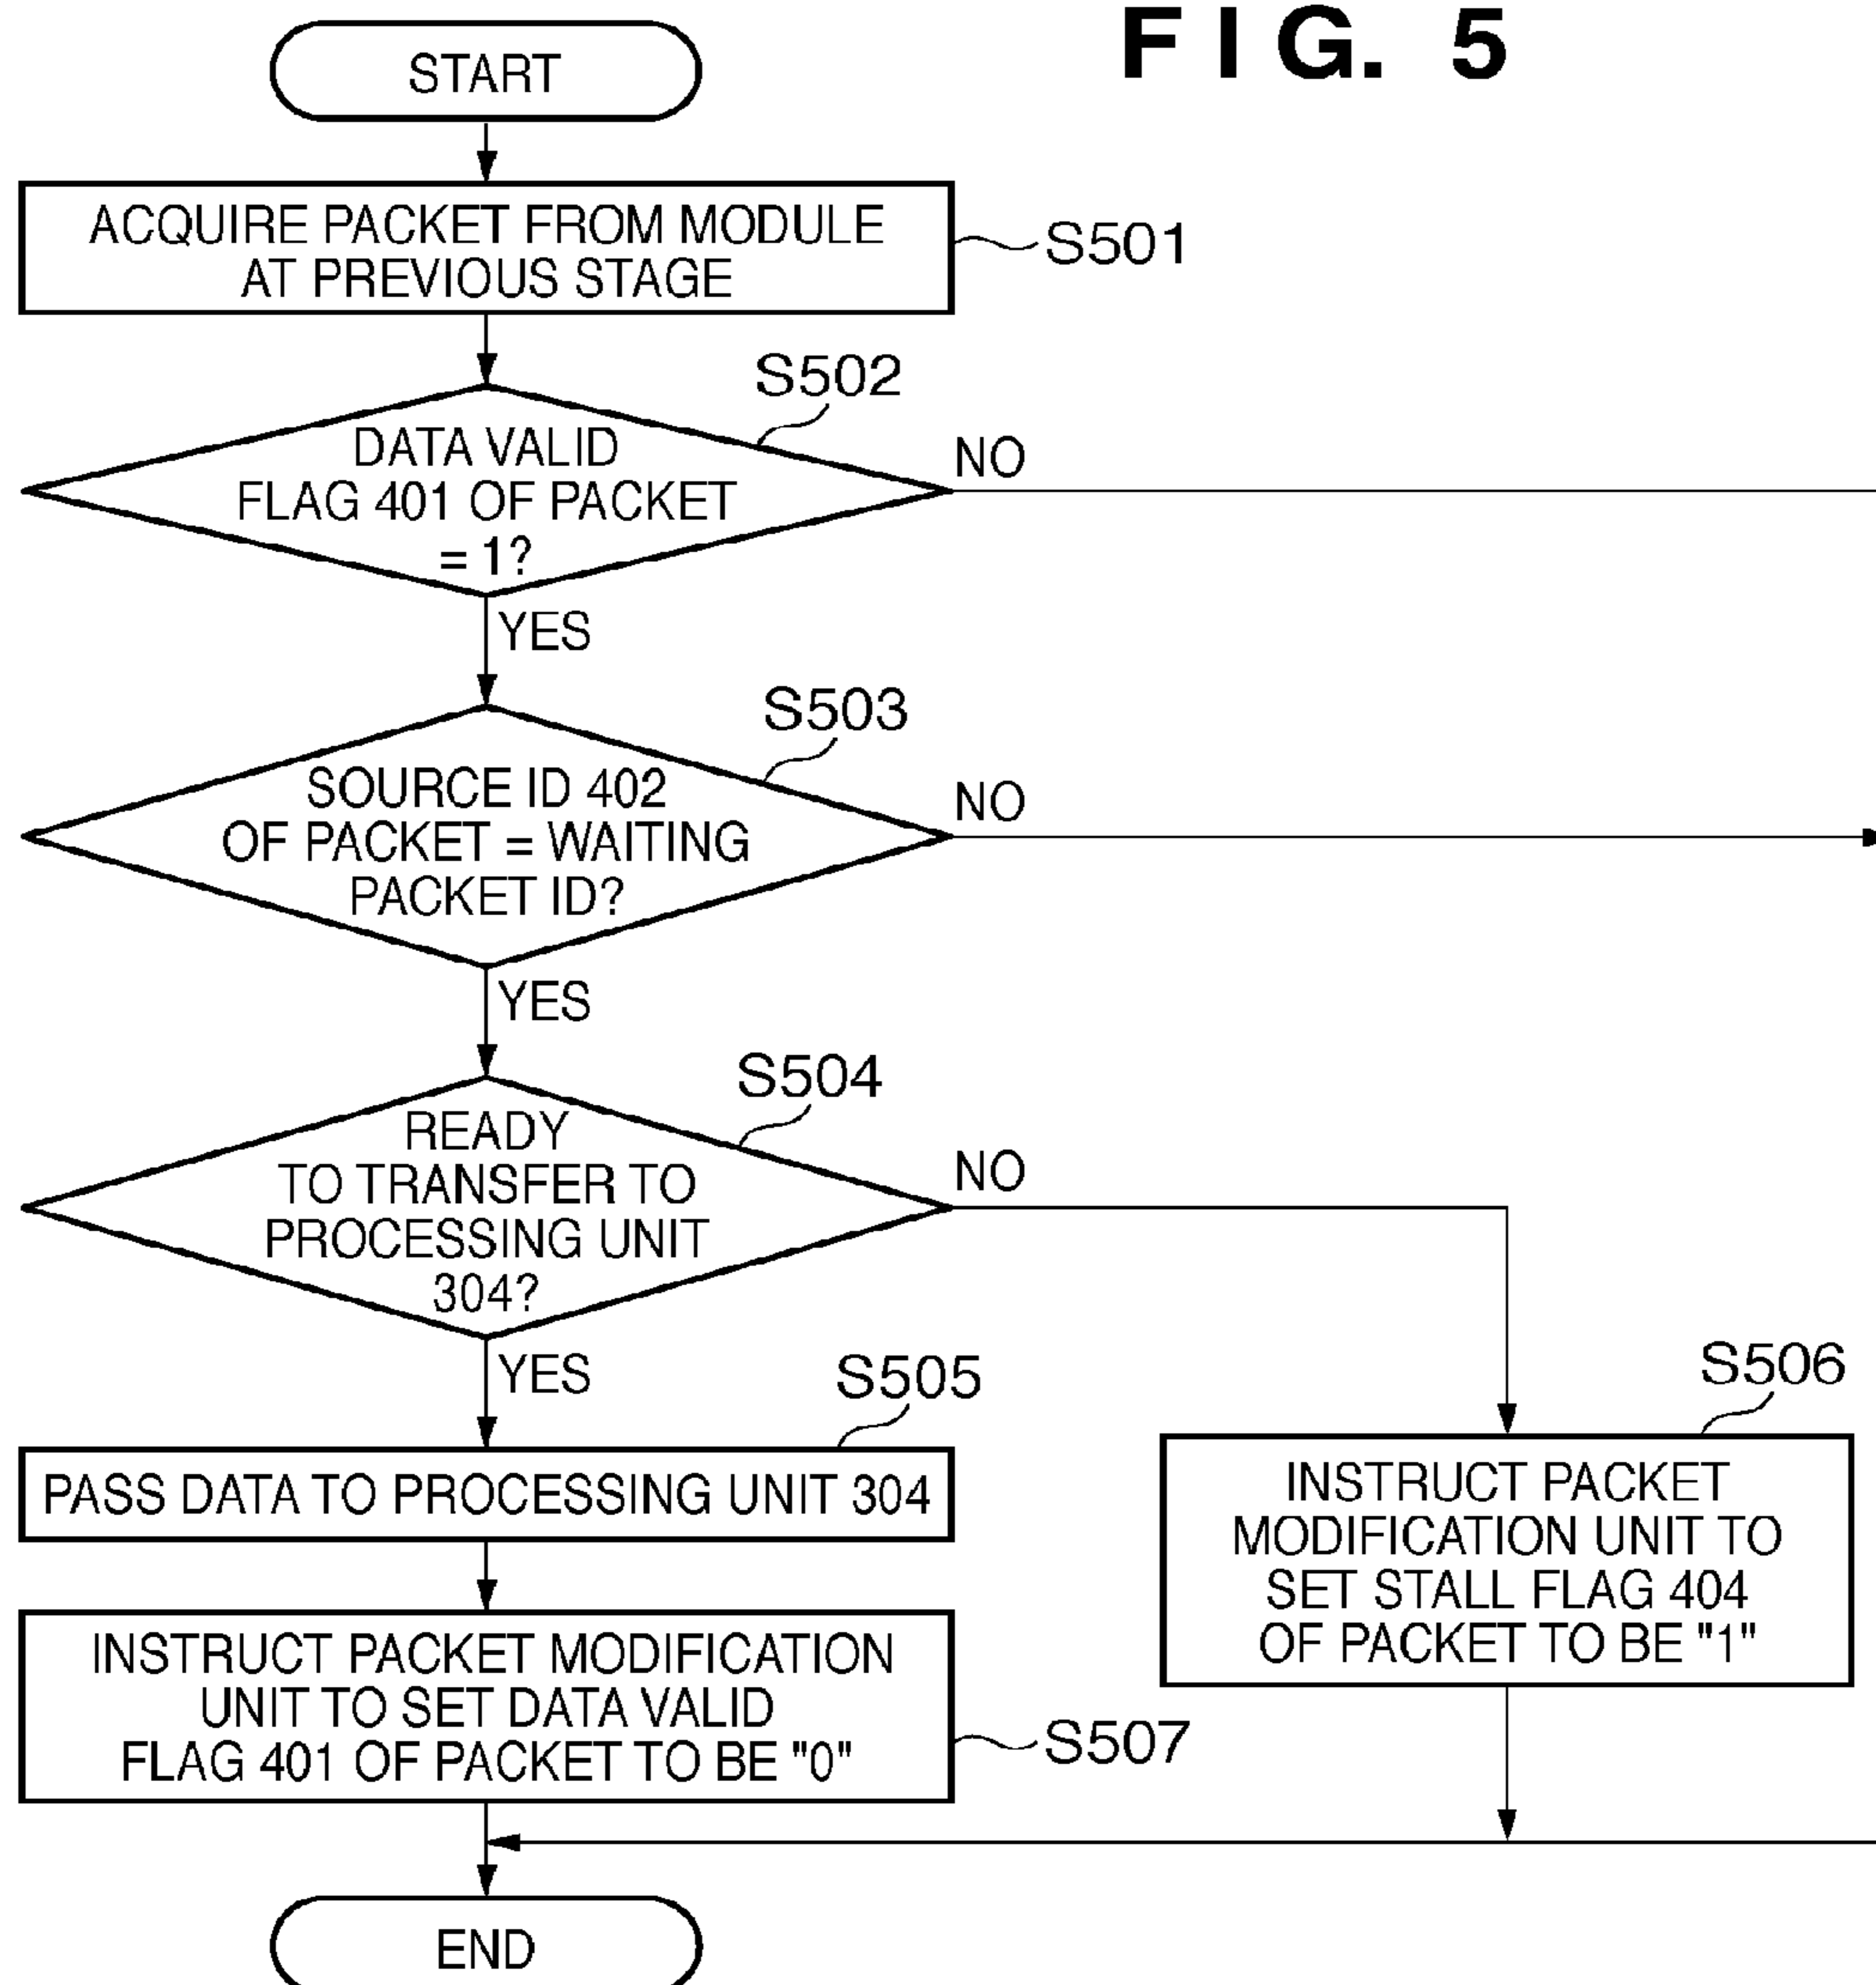 FIG. 5
START
ACQUIRE PACKET FROM MODULE
AT PREVIOUS STAGE
S501
S502
DATA VALID
FLAG 401 OF PACKET
= 1?
NO
YES
S503
SOURCE ID 402
OF PACKET = WAITING
PACKET ID?
NO
YES
S504
READY
TO TRANSFER TO
PROCESSING UNIT
304?
NO
YES
S505
PASS DATA TO PROCESSING UNIT 304
S506
INSTRUCT PACKET
MODIFICATION UNIT TO
SET STALL FLAG 404
OF PACKET TO BE "1"
INSTRUCT PACKET MODIFICATION
UNIT TO SET DATA VALID
FLAG 401 OF PACKET TO BE "0"
S507
END